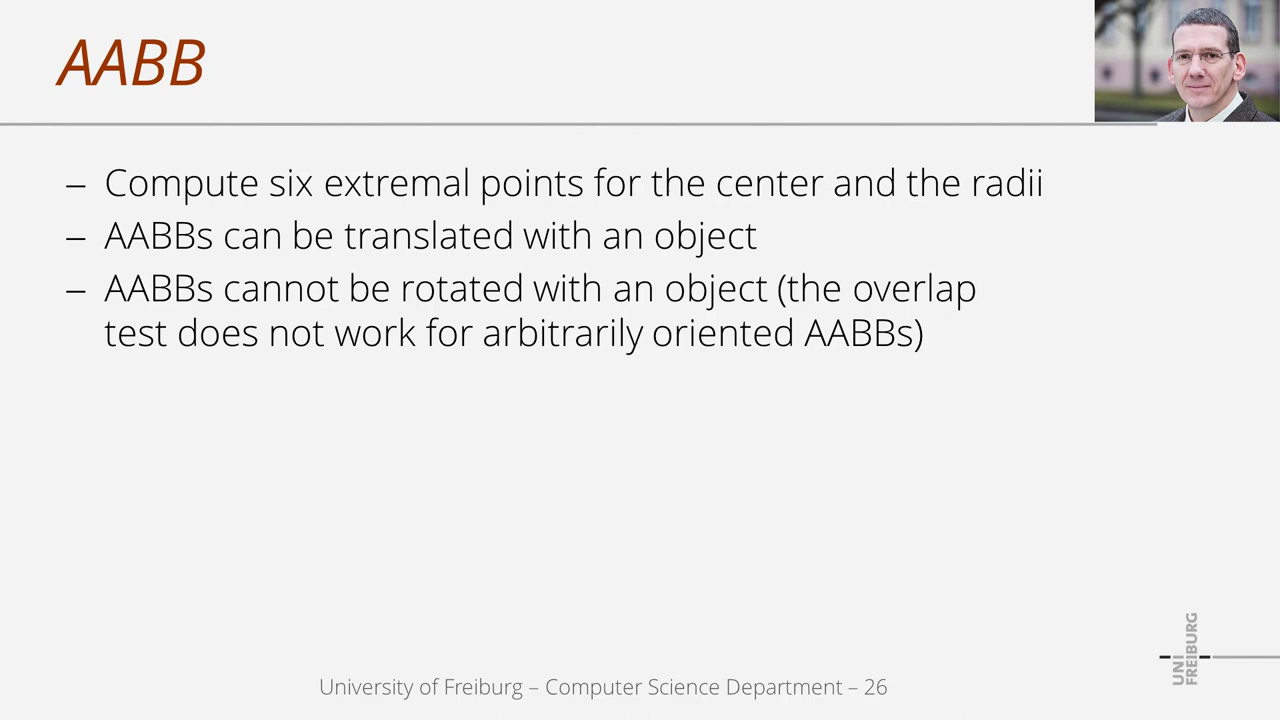 AABB
– Compute six extremal points for the center and the radii
– AABBs can be translated with an object
– AABBs cannot be rotated with an object (the overlap
test does not work for arbitrarily oriented AABBs)
University of Freiburg – Computer Science Department – 26
UNI
FREIBURG